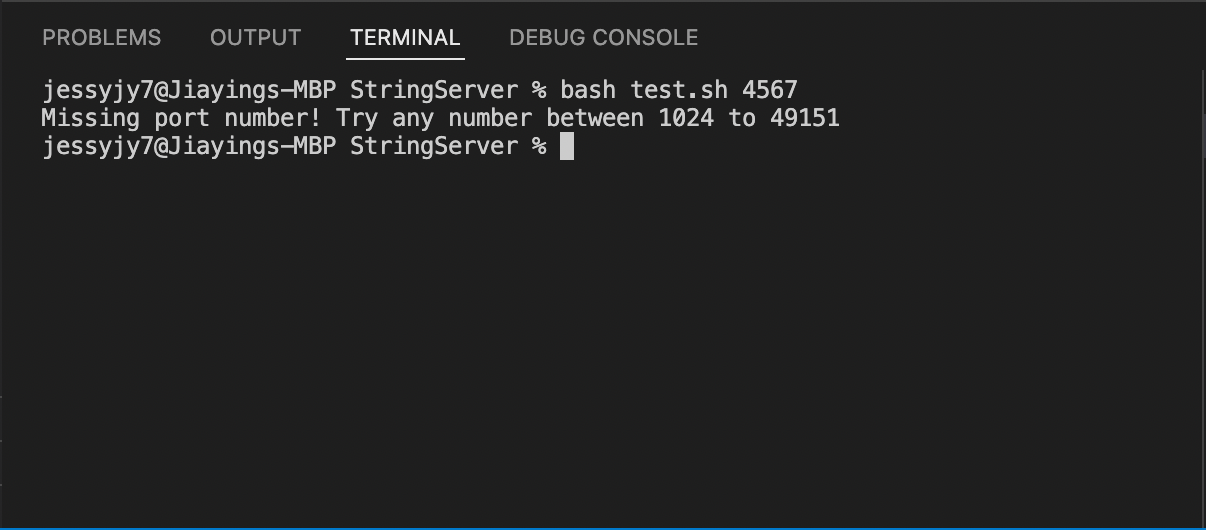 PROBLEMS OUTPUT TERMINAL DEBUG CONSOLE
jessyjy7@Jiayings-MBP StringServer % bash test.sh 4567
Missing port number! Try any number between 1024 to 49151
jessyjy7@Jiayings-MBP StringServer %